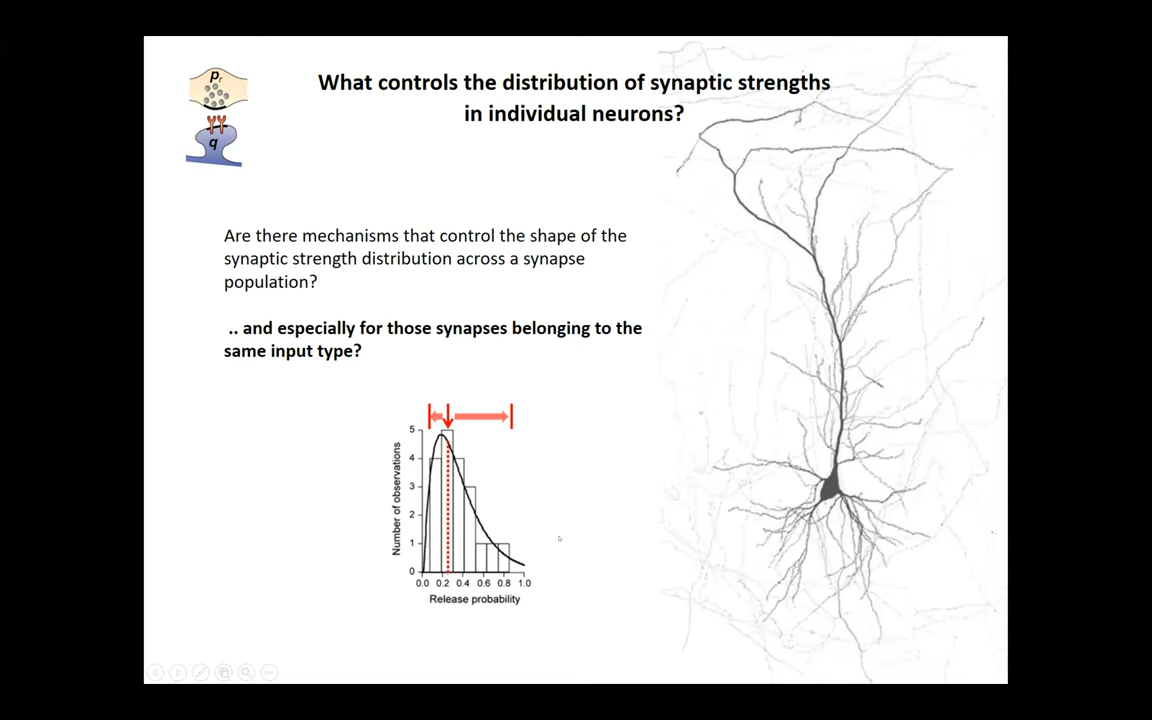 What controls the distribution of synaptic strengths
in individual neurons?
pr
q
Are there mechanisms that control the shape of the
synaptic strength distribution across a synapse
population?
.. and especially for those synapses belonging to the
same input type?
5
4
3
2
1
0
Number of observations
0.0 0.2 0.4 0.6 0.8 1.0
Release probability